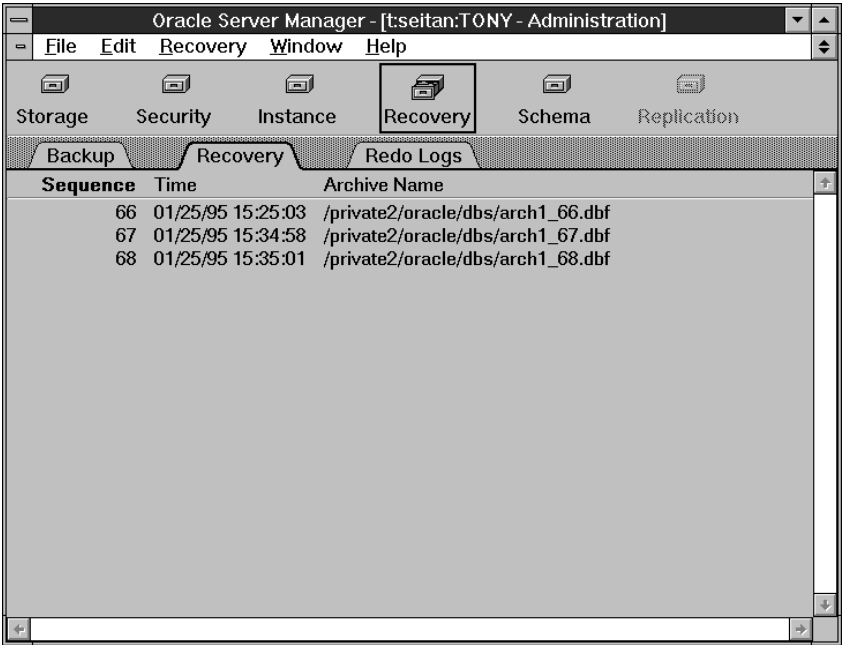 Oracle Server Manager - [t:seitan:TONY - Administration]
File Edit Recovery Window Help
Storage Security Instance Recovery Schema Replication
Backup Recovery Redo Logs
Sequence Time Archive Name
66 01/25/95 15:25:03 /private2/oracle/dbs/arch1_66.dbf
67 01/25/95 15:34:58 /private2/oracle/dbs/arch1_67.dbf
68 01/25/95 15:35:01 /private2/oracle/dbs/arch1_68.dbf